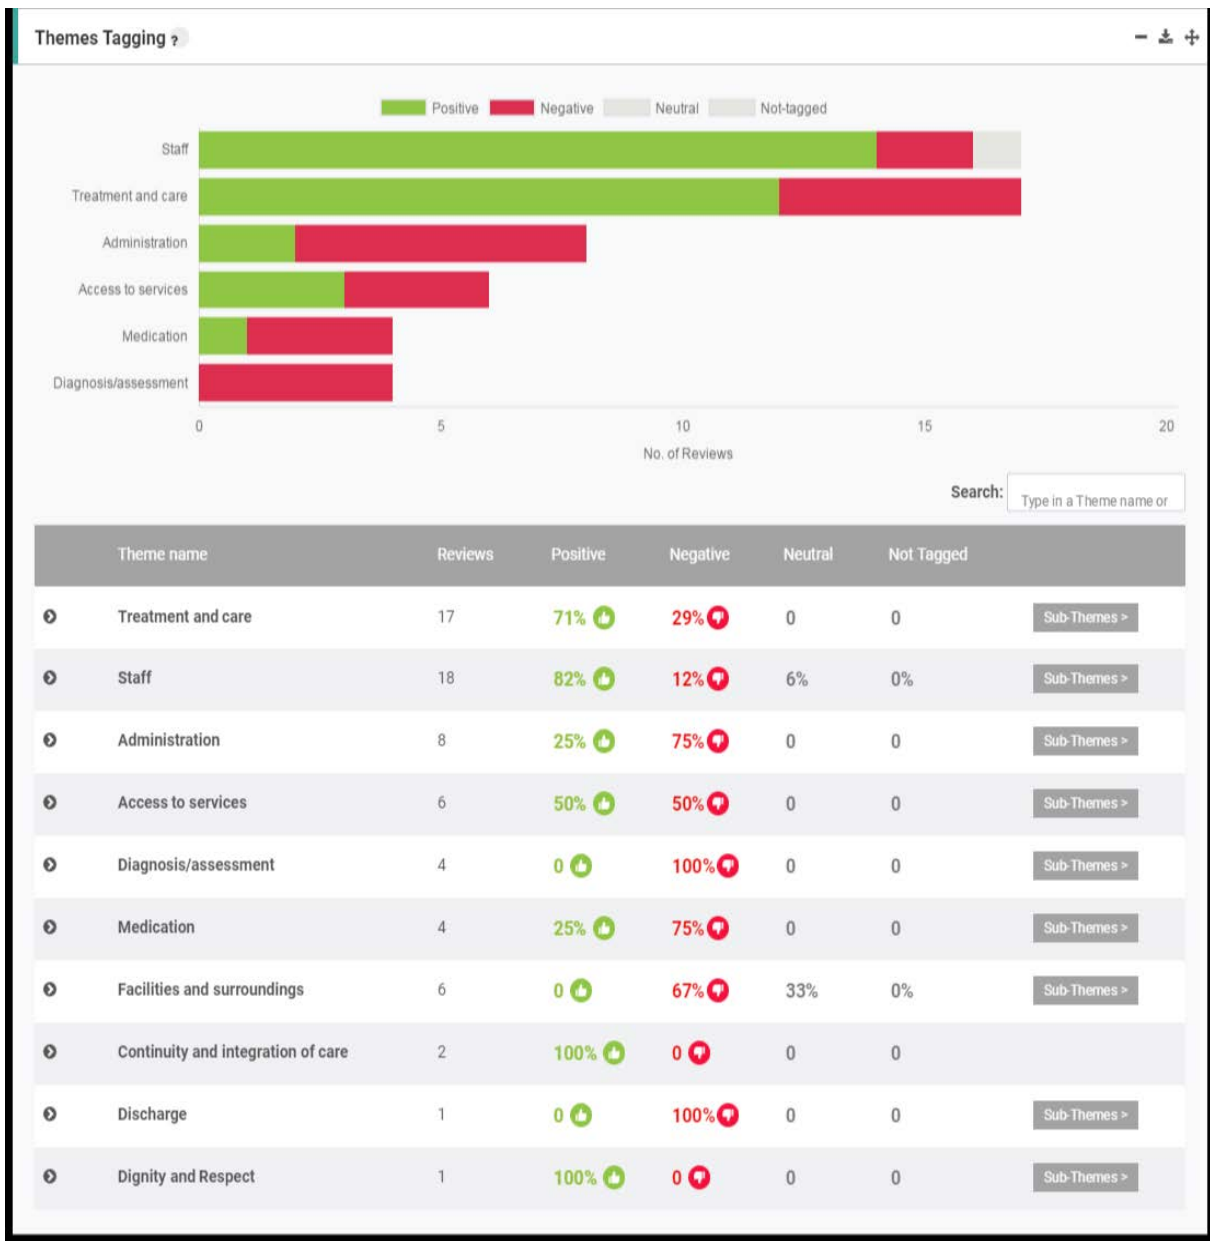 Themes Tagging ?
Positive Negative Neutral Not-tagged
Staff
Treatment and care
Administration
Access to services
Medication
Diagnosis/assessment
0 5 10 15 20
No. of Reviews
Search: Type in a Theme name or
Theme name Reviews Positive Negative Neutral Not Tagged
Treatment and care 17 71% 29% 0 0 Sub-Themes >
Staff 18 82% 12% 6% 0% Sub-Themes >
Administration 8 25% 75% 0 0 Sub-Themes >
Access to services 6 50% 50% 0 0 Sub-Themes >
Diagnosis/assessment 4 0 100% 0 0 Sub-Themes >
Medication 4 25% 75% 0 0 Sub-Themes >
Facilities and surroundings 6 0 67% 33% 0% Sub-Themes >
Continuity and integration of care 2 100% 0 0 0
Discharge 1 0 100% 0 0 Sub-Themes >
Dignity and Respect 1 100% 0 0 0 Sub-Themes >